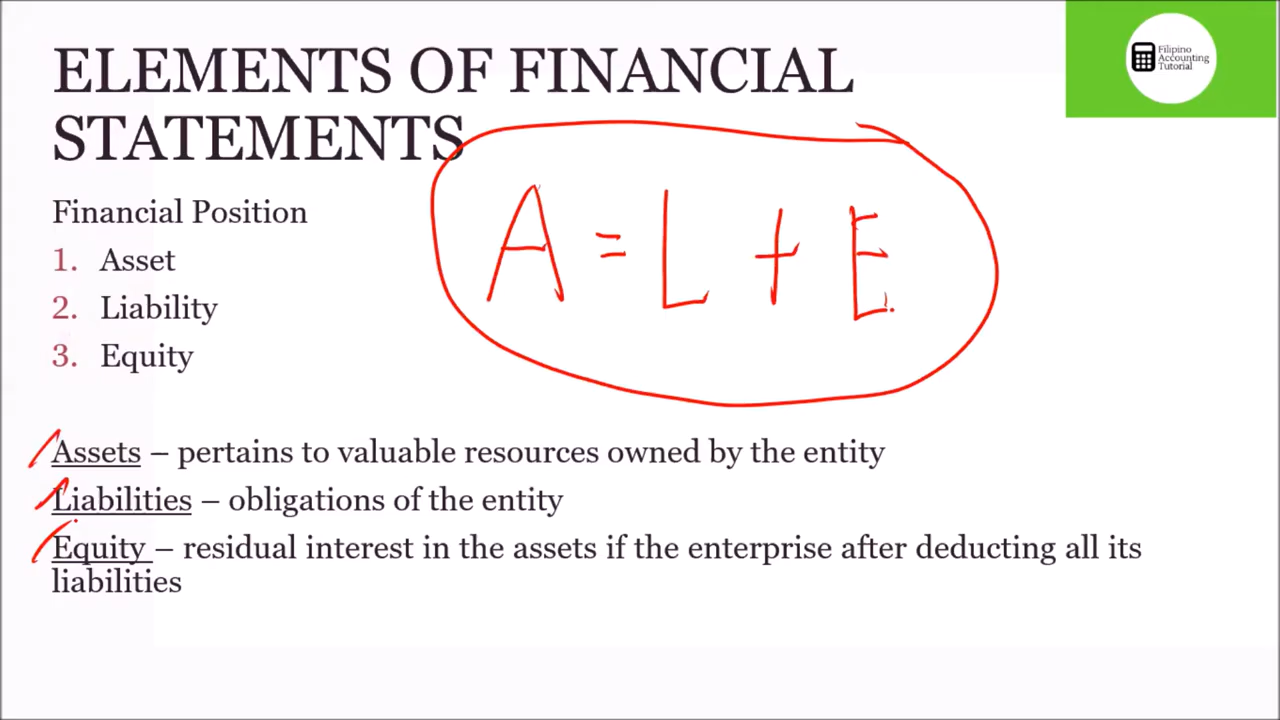 ELEMENTS OF FINANCIAL
STATEMENTS
Filipino
Accounting
Tutorial
A = L + E
Financial Position
1. Asset
2. Liability
3. Equity
Assets – pertains to valuable resources owned by the entity
Liabilities – obligations of the entity
Equity – residual interest in the assets if the enterprise after deducting all its
liabilities